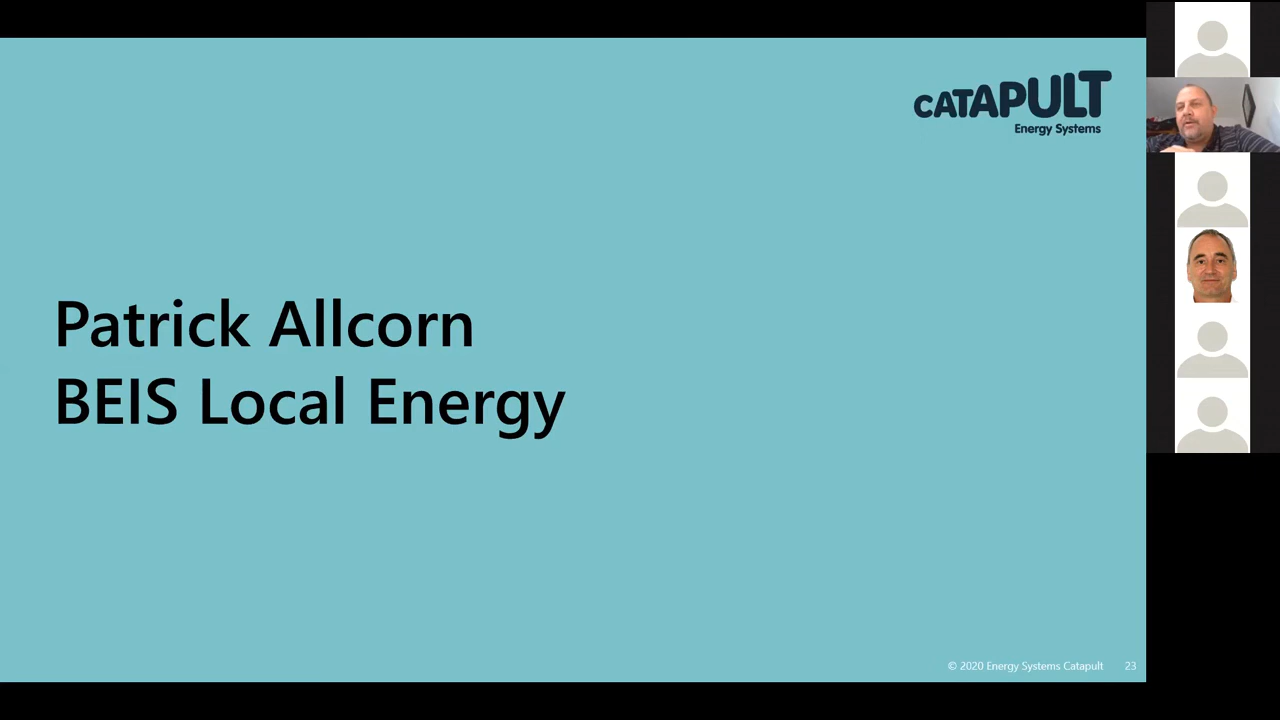 CATAPULT
Energy Systems
Patrick Allcorn
BEIS Local Energy
© 2020 Energy Systems Catapult 23